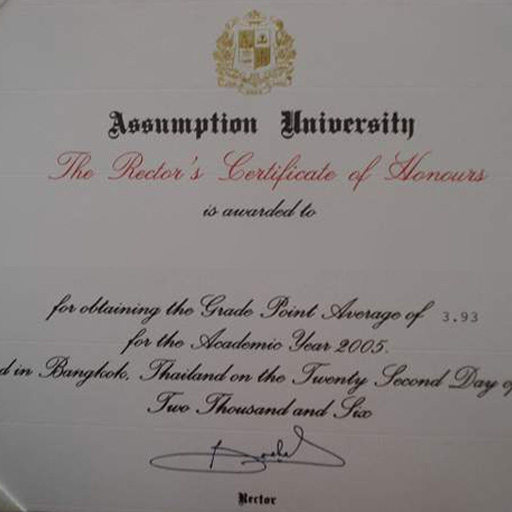 Assumption University
The Rector's Certificate of Honours
is awarded to
for obtaining the Grade Point Average of 3.93
for the Academic Year 2005.
d in Bangkok, Thailand on the Twenty Second Day of
Two Thousand and Six
Rector